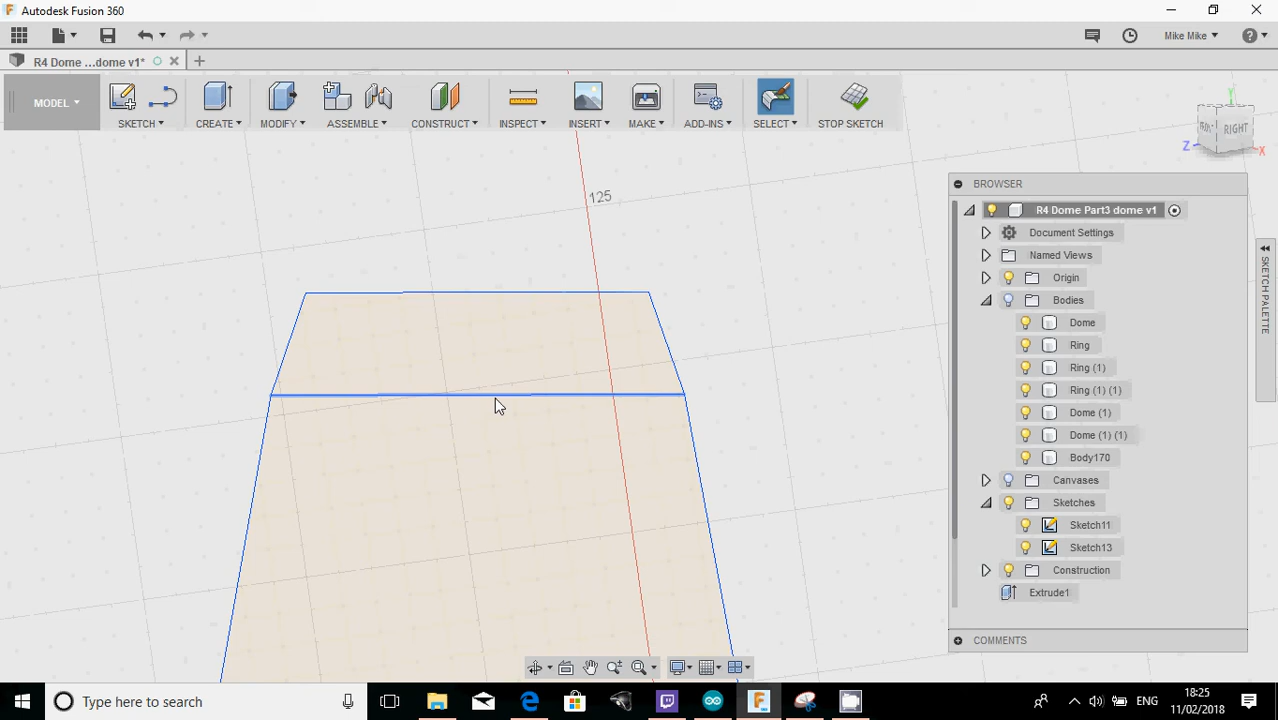 Autodesk Fusion 360
Mike Mike
R4 Dome ...dome v1*
MODEL
SKETCH
CREATE
MODIFY
ASSEMBLE
CONSTRUCT
INSPECT
INSERT
MAKE
ADD-INS
SELECT
STOP SKETCH
Y
RIGHT
Z
X
125
BROWSER
R4 Dome Part3 dome v1
Document Settings
Named Views
Origin
Bodies
Dome
Ring
Ring (1)
Ring (1) (1)
Dome (1)
Dome (1) (1)
Body170
Canvases
Sketches
Sketch11
Sketch13
Construction
Extrude1
COMMENTS
SKETCH PALETTE
Type here to search
ENG
18:25
11/02/2018